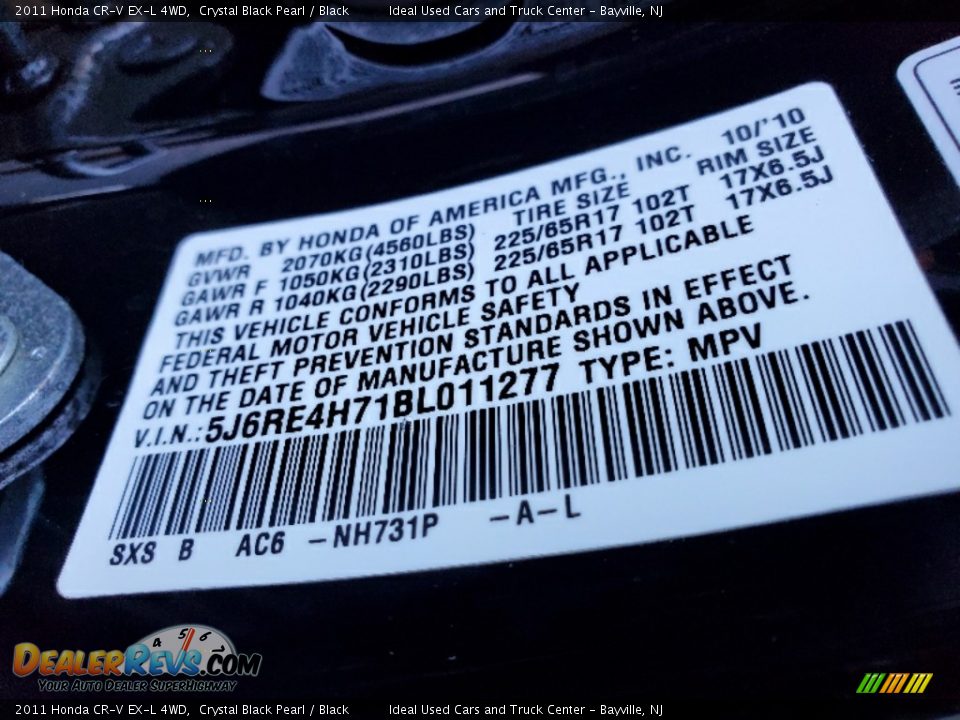 2011 Honda CR-V EX-L 4WD, Crystal Black Pearl / Black Ideal Used Cars and Truck Center - Bayville, NJ
MFD. BY HONDA OF AMERICA MFG., INC. 10/'10
GVWR 2070KG(4560LBS) TIRE SIZE RIM SIZE
GAWR F 1050KG(2310LBS) 225/65R17 102T 17X6.5J
GAWR R 1040KG(2290LBS) 225/65R17 102T 17X6.5J
THIS VEHICLE CONFORMS TO ALL APPLICABLE
FEDERAL MOTOR VEHICLE SAFETY
AND THEFT PREVENTION STANDARDS IN EFFECT
ON THE DATE OF MANUFACTURE SHOWN ABOVE.
V.I.N.:5J6RE4H71BL011277 TYPE: MPV
SXS B AC6 -NH731P -A-L
4 5 6
DEALERREVS.COM
YOUR AUTO DEALER SUPERHIGHWAY
2011 Honda CR-V EX-L 4WD, Crystal Black Pearl / Black Ideal Used Cars and Truck Center - Bayville, NJ